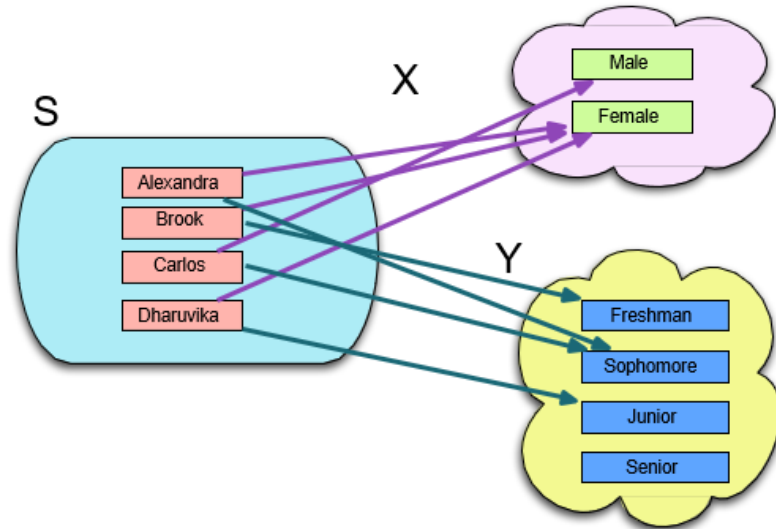 S
X
Y
Alexandra
Brook
Carlos
Dharuvika
Male
Female
Freshman
Sophomore
Junior
Senior